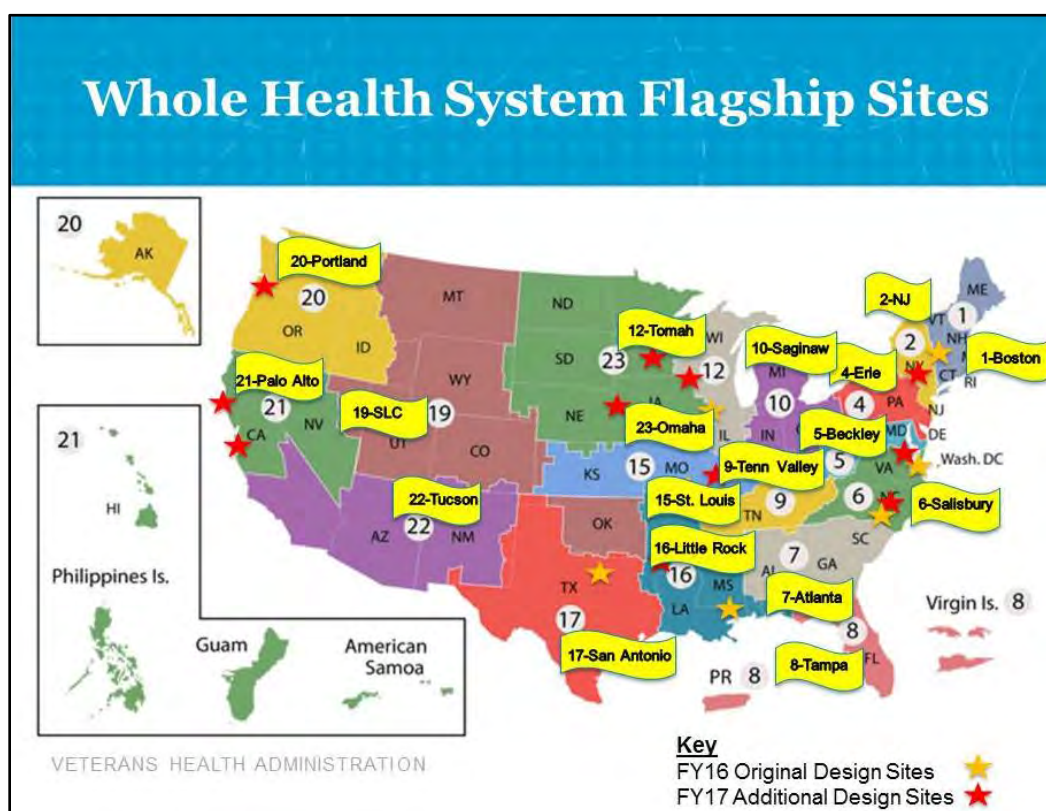 Whole Health System Flagship Sites
20
AK
20-Portland
MT
ND
ME
20
OR
ID
12-Tomah
WI
2-NJ
VT
1
NH
2
NY
1-Boston
SD
23
12
10-Saginaw
MI
4-Erie
CT
RI
21-Palo Alto
WY
21
NV
19-SLC
19
NE
IA
10
4
PA
NJ
CA
UT
CO
23-Omaha
IL
IN
5-Beckley
MD
DE
21
KS
15
MO
9-Tenn Valley
5
VA
Wash. DC
HI
22-Tucson
15-St. Louis
TN
9
6
NC
6-Salisbury
AZ
22
NM
OK
16-Little Rock
SC
7
GA
Philippines Is.
TX
16
MS
AL
LA
7-Atlanta
Virgin Is. 8
17
8
Guam
American
Samoa
17-San Antonio
PR 8
8-Tampa
FL
VETERANS HEALTH ADMINISTRATION
Key
FY16 Original Design Sites
FY17 Additional Design Sites